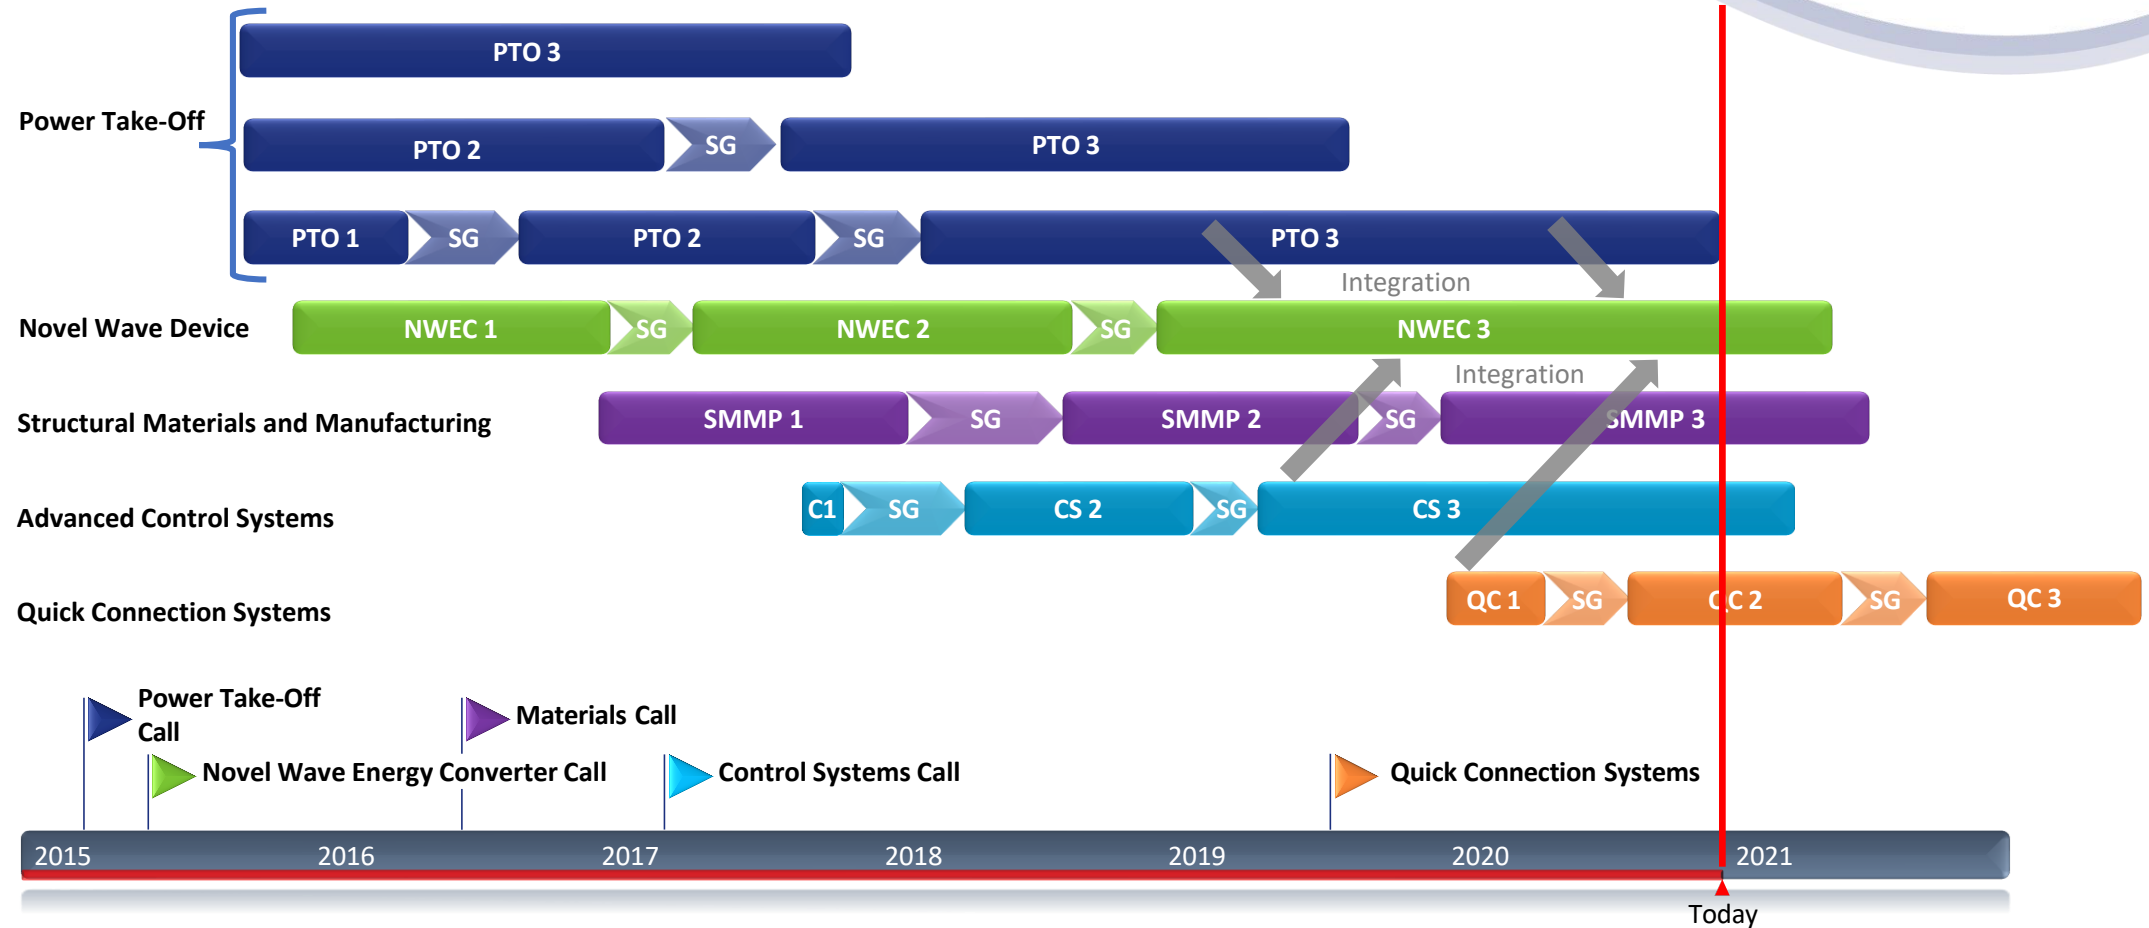 PTO 3
Power Take-Off
PTO 2 SG PTO 3
PTO 1 SG PTO 2 SG PTO 3
Integration
Novel Wave Device NWEC 1 SG NWEC 2 SG NWEC 3
Integration
Structural Materials and Manufacturing SMMP 1 SG SMMP 2 SG SMMP 3
Advanced Control Systems C1 SG CS 2 SG CS 3
Quick Connection Systems QC 1 SG QC 2 SG QC 3
Power Take-Off
Call
Materials Call
Novel Wave Energy Converter Call Control Systems Call Quick Connection Systems
2015 2016 2017 2018 2019 2020 2021
Today